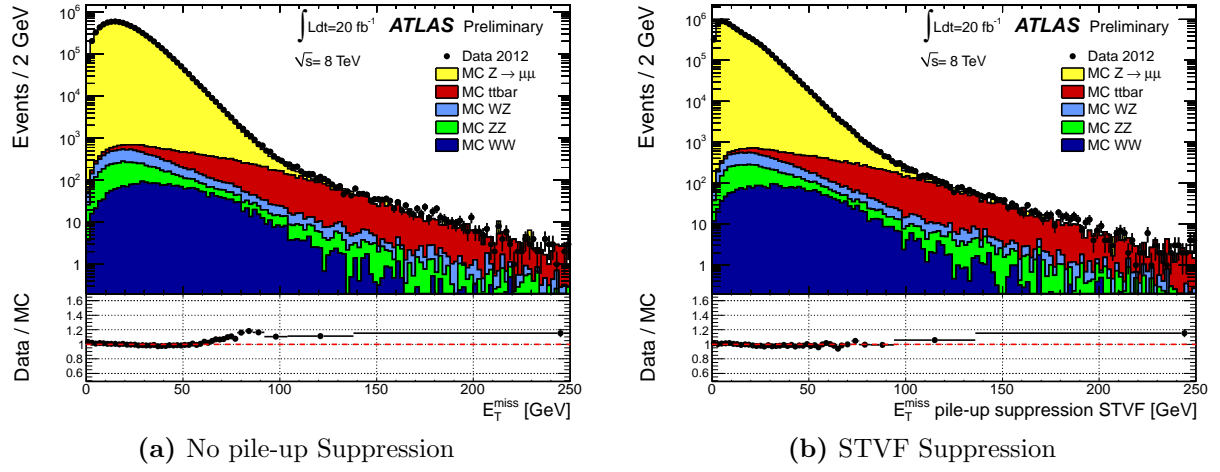 Events / 2 GeV
10⁶
10⁵
10⁴
10³
10²
10
1
∫Ldt=20 fb⁻¹
√s= 8 TeV
ATLAS Preliminary
Data 2012
MC Z → μμ
MC ttbar
MC WZ
MC ZZ
MC WW
Data / MC
1.6
1.4
1.2
1
0.8
0.6
0 50 100 150 200 250
E_T^miss [GeV]
(a) No pile-up Suppression
Events / 2 GeV
10⁶
10⁵
10⁴
10³
10²
10
1
∫Ldt=20 fb⁻¹
√s= 8 TeV
ATLAS Preliminary
Data 2012
MC Z → μμ
MC ttbar
MC WZ
MC ZZ
MC WW
Data / MC
1.6
1.4
1.2
1
0.8
0.6
0 50 100 150 200 250
E_T^miss pile-up suppression STVF [GeV]
(b) STVF Suppression